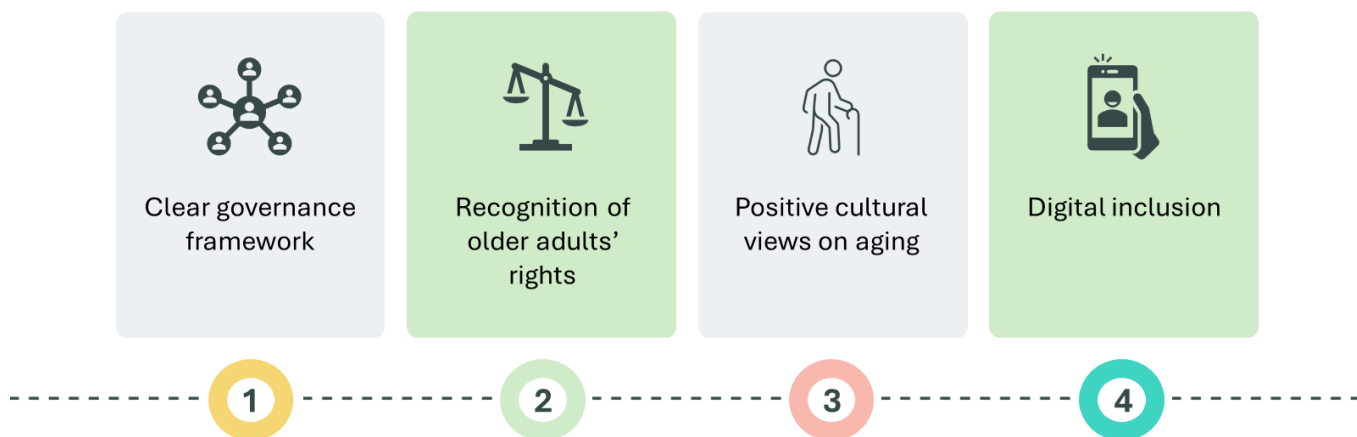 Clear governance
framework
Recognition of
older adults’
rights
Positive cultural
views on aging
Digital inclusion
1
2
3
4